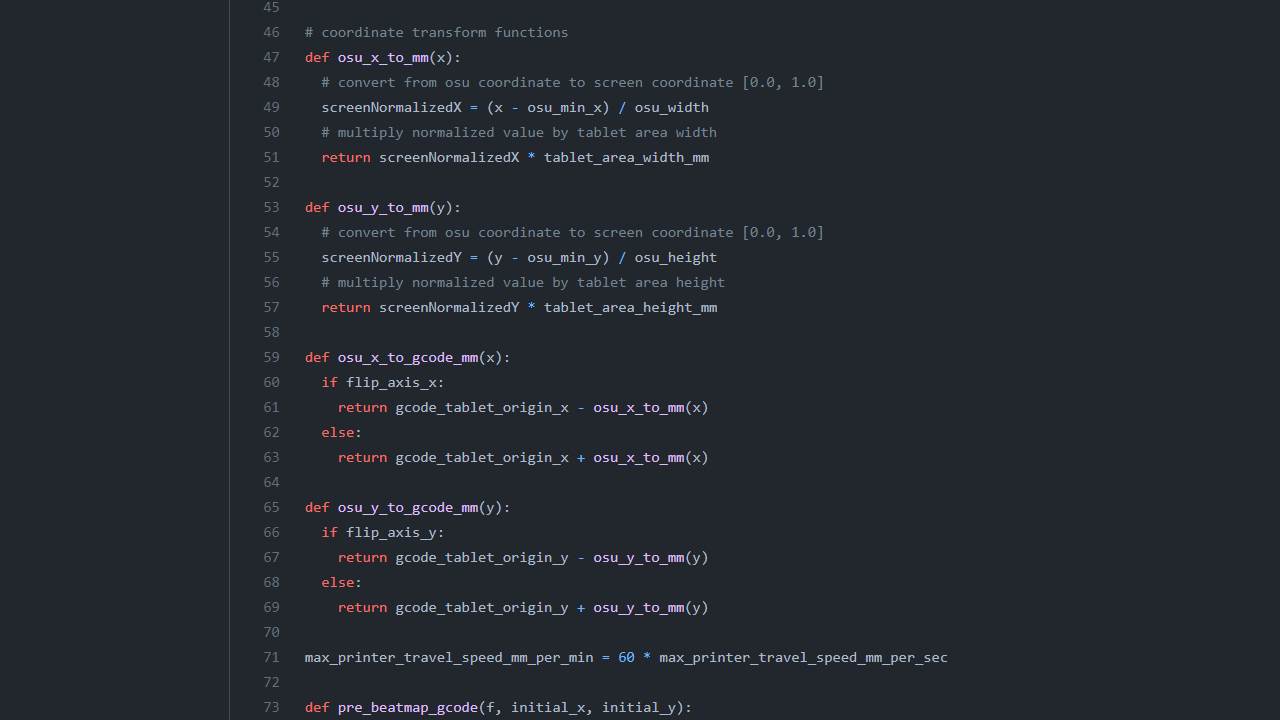 45
46 # coordinate transform functions
47 def osu_x_to_mm(x):
48   # convert from osu coordinate to screen coordinate [0.0, 1.0]
49   screenNormalizedX = (x - osu_min_x) / osu_width
50   # multiply normalized value by tablet area width
51   return screenNormalizedX * tablet_area_width_mm
52
53 def osu_y_to_mm(y):
54   # convert from osu coordinate to screen coordinate [0.0, 1.0]
55   screenNormalizedY = (y - osu_min_y) / osu_height
56   # multiply normalized value by tablet area height
57   return screenNormalizedY * tablet_area_height_mm
58
59 def osu_x_to_gcode_mm(x):
60   if flip_axis_x:
61     return gcode_tablet_origin_x - osu_x_to_mm(x)
62   else:
63     return gcode_tablet_origin_x + osu_x_to_mm(x)
64
65 def osu_y_to_gcode_mm(y):
66   if flip_axis_y:
67     return gcode_tablet_origin_y - osu_y_to_mm(y)
68   else:
69     return gcode_tablet_origin_y + osu_y_to_mm(y)
70
71 max_printer_travel_speed_mm_per_min = 60 * max_printer_travel_speed_mm_per_sec
72
73 def pre_beatmap_gcode(f, initial_x, initial_y):